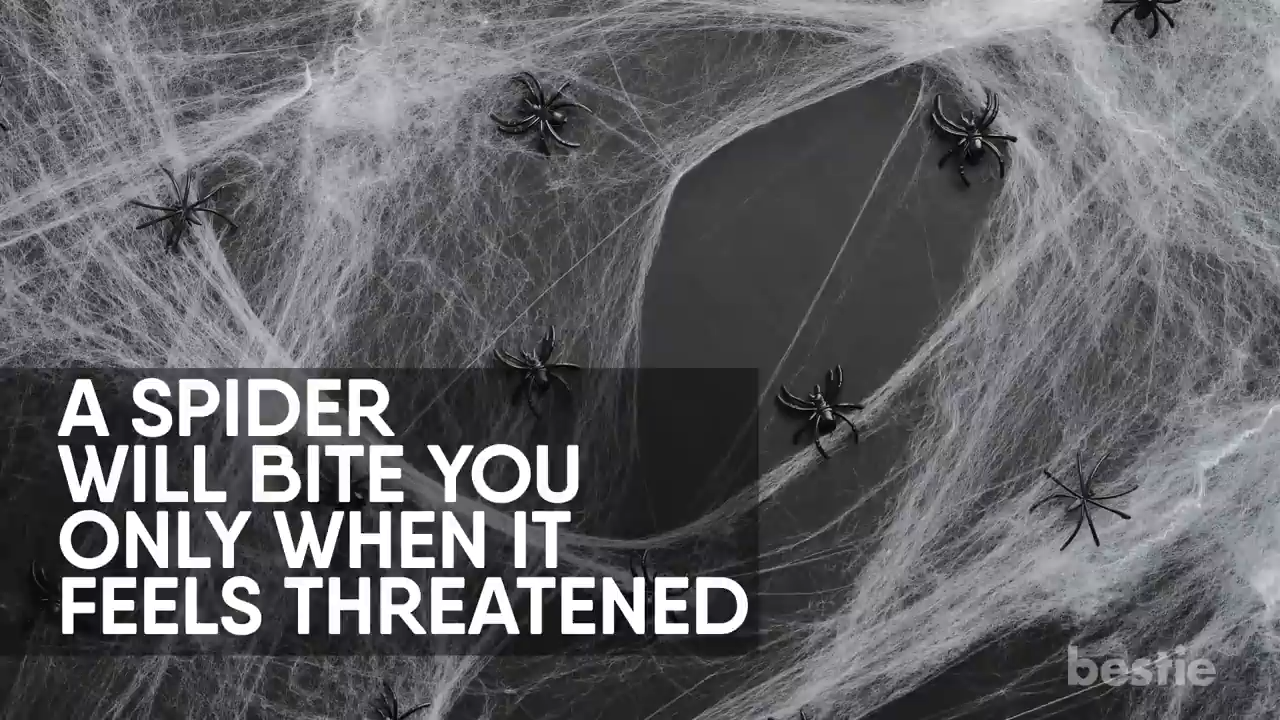 A SPIDER
WILL BITE YOU
ONLY WHEN IT
FEELS THREATENED
bestie